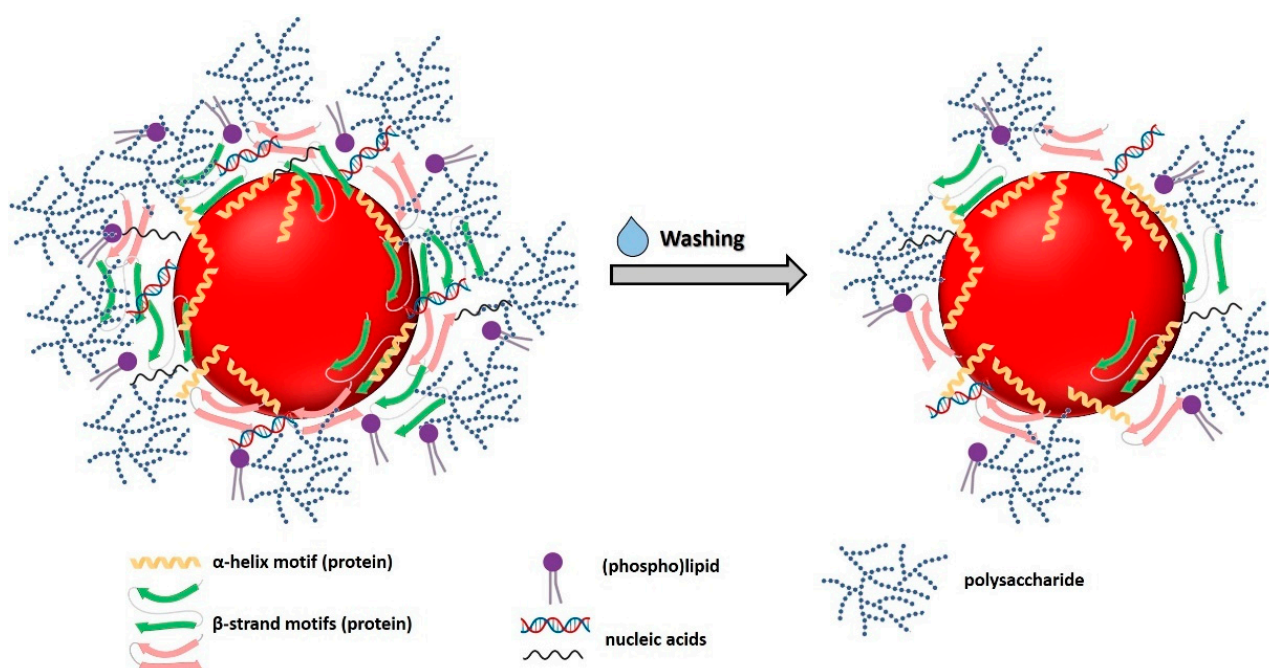 Washing
α-helix motif (protein)
(phospho)lipid
polysaccharide
β-strand motifs (protein)
nucleic acids